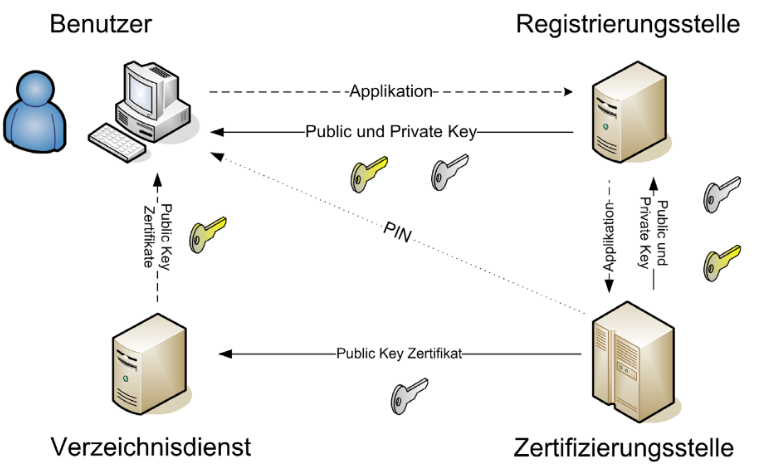 Benutzer
Registrierungsstelle
Applikation
Public und Private Key
Public Key
Zertifikate
PIN
Applikation
Public und
Private Key
Public Key Zertifikat
Verzeichnisdienst
Zertifizierungsstelle